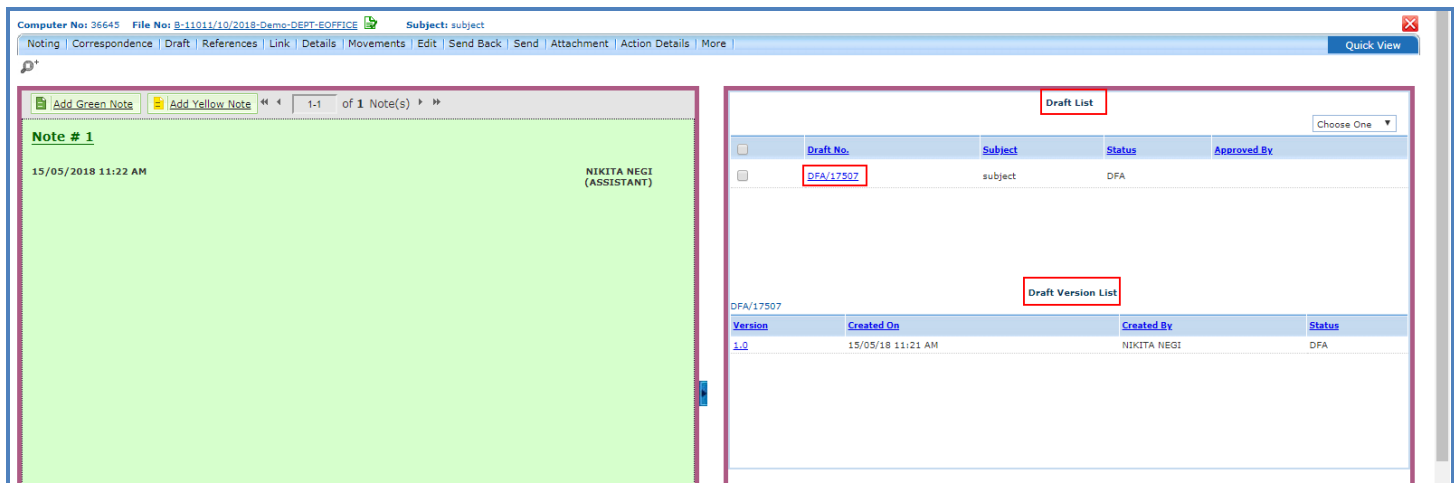 Computer No: 36645 File No: B-11011/10/2018-Demo-DEPT-EOFFICE Subject: subject
Noting | Correspondence | Draft | References | Link | Details | Movements | Edit | Send Back | Send | Attachment | Action Details | More |
Quick View
Add Green Note Add Yellow Note 1-1 of 1 Note(s)
Note # 1
15/05/2018 11:22 AM NIKITA NEGI
(ASSISTANT)
Draft List
Choose One
Draft No. Subject Status Approved By
DFA/17507 subject DFA
Draft Version List
DFA/17507
Version Created On Created By Status
1.0 15/05/18 11:21 AM NIKITA NEGI DFA